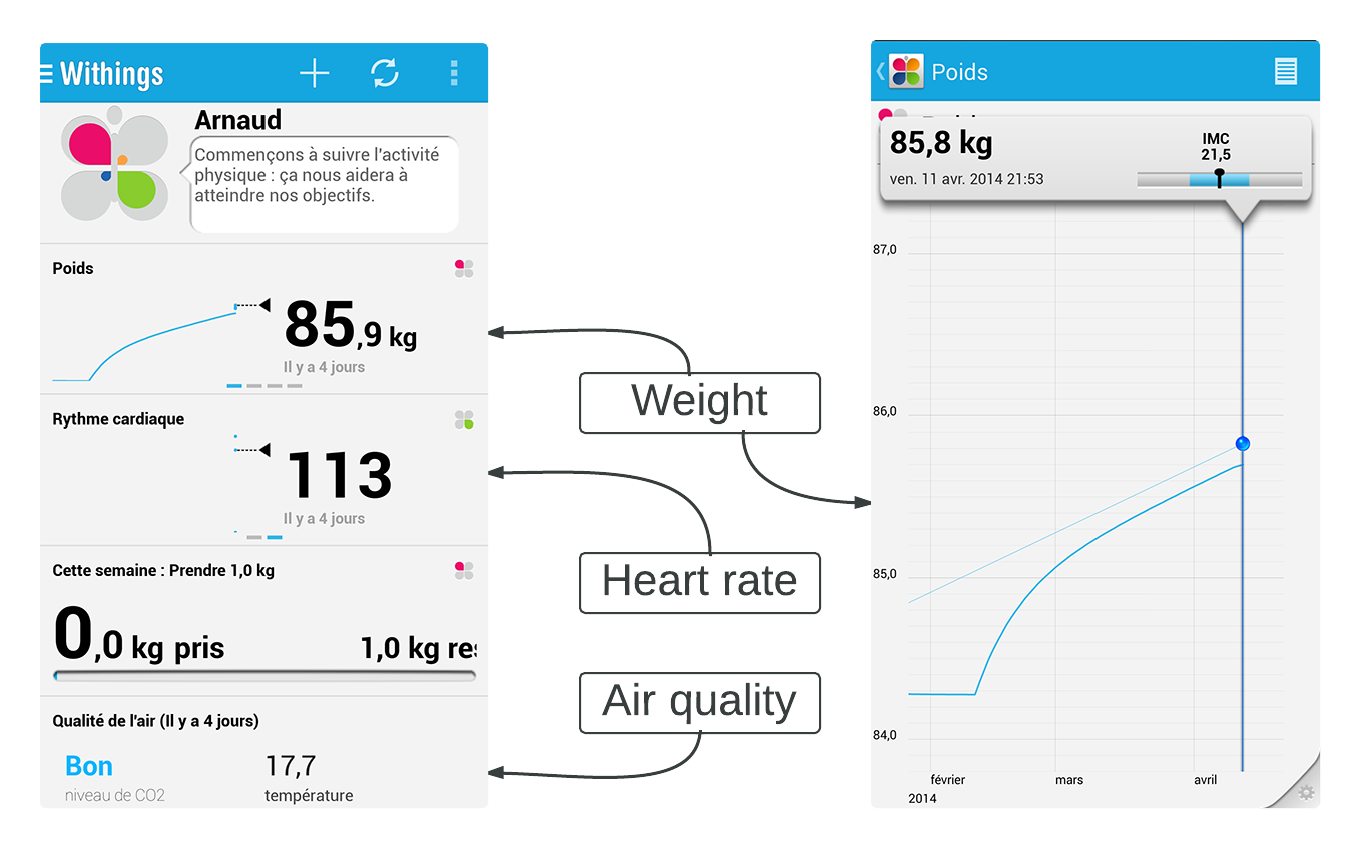 Withings
Arnaud
Commençons à suivre l'activité
physique : ça nous aidera à
atteindre nos objectifs.
Poids
85,9 kg
Il y a 4 jours
Rythme cardiaque
113
Il y a 4 jours
Cette semaine : Prendre 1,0 kg
0,0 kg pris
1,0 kg res
Qualité de l'air (Il y a 4 jours)
Bon
17,7
niveau de CO2
température
Weight
Heart rate
Air quality
Poids
85,8 kg
IMC
21,5
ven. 11 avr. 2014 21:53
87,0
86,0
85,0
84,0
février
mars
avril
2014